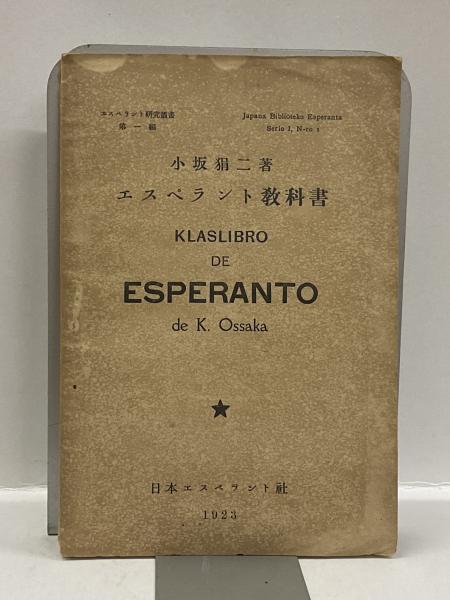 エスペラント研究叢書
第一編
Japana Biblioteko Esperanta
Serio I, N-ro 1
小坂狷二著
エスペラント教科書
KLASLIBRO
DE
ESPERANTO
de K. Ossaka
★
日本エスペラント社
1923